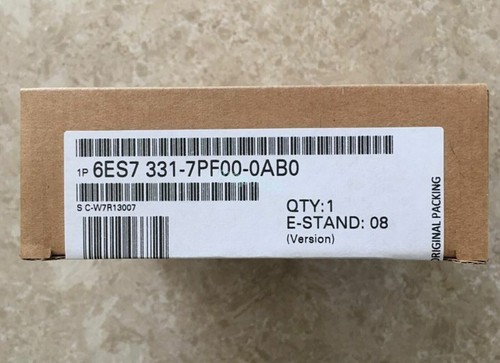 1P 6ES7 331-7PF00-0AB0
S C-W7R13007
QTY:1
E-STAND: 08
(Version)
ORIGINAL PACKING